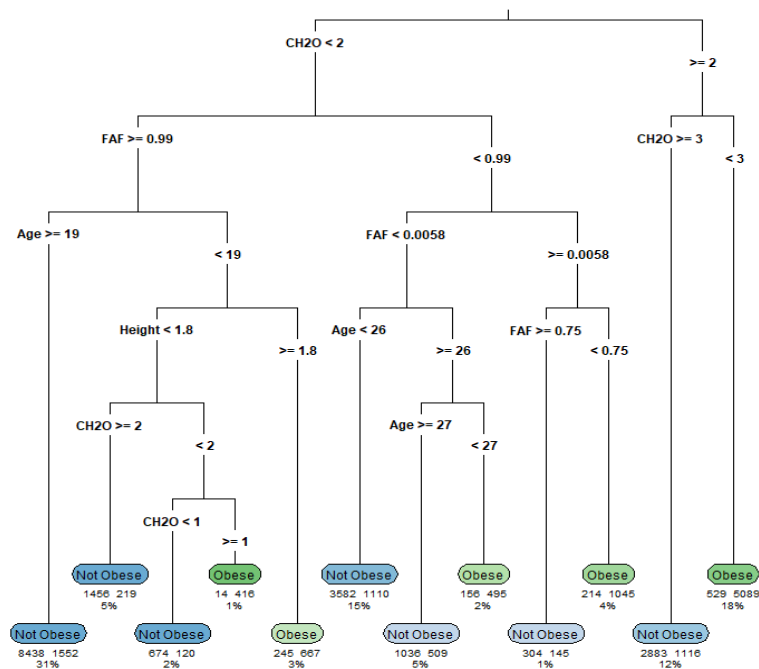 CH2O < 2
>= 2
FAF >= 0.99
CH2O >= 3
< 0.99
< 3
Age >= 19
FAF < 0.0058
< 19
>= 0.0058
Height < 1.8
Age < 26
FAF >= 0.75
>= 1.8
>= 26
< 0.75
CH2O >= 2
Age >= 27
< 2
< 27
CH2O < 1
>= 1
Not Obese
Obese
Not Obese
Obese
Obese
Obese
1456 219
14 416
3582 1110
156 495
214 1045
529 5089
5%
1%
15%
2%
4%
18%
Not Obese
Not Obese
Obese
Not Obese
Not Obese
Not Obese
8438 1552
674 120
245 667
1036 509
304 145
2883 1116
31%
2%
3%
5%
1%
12%